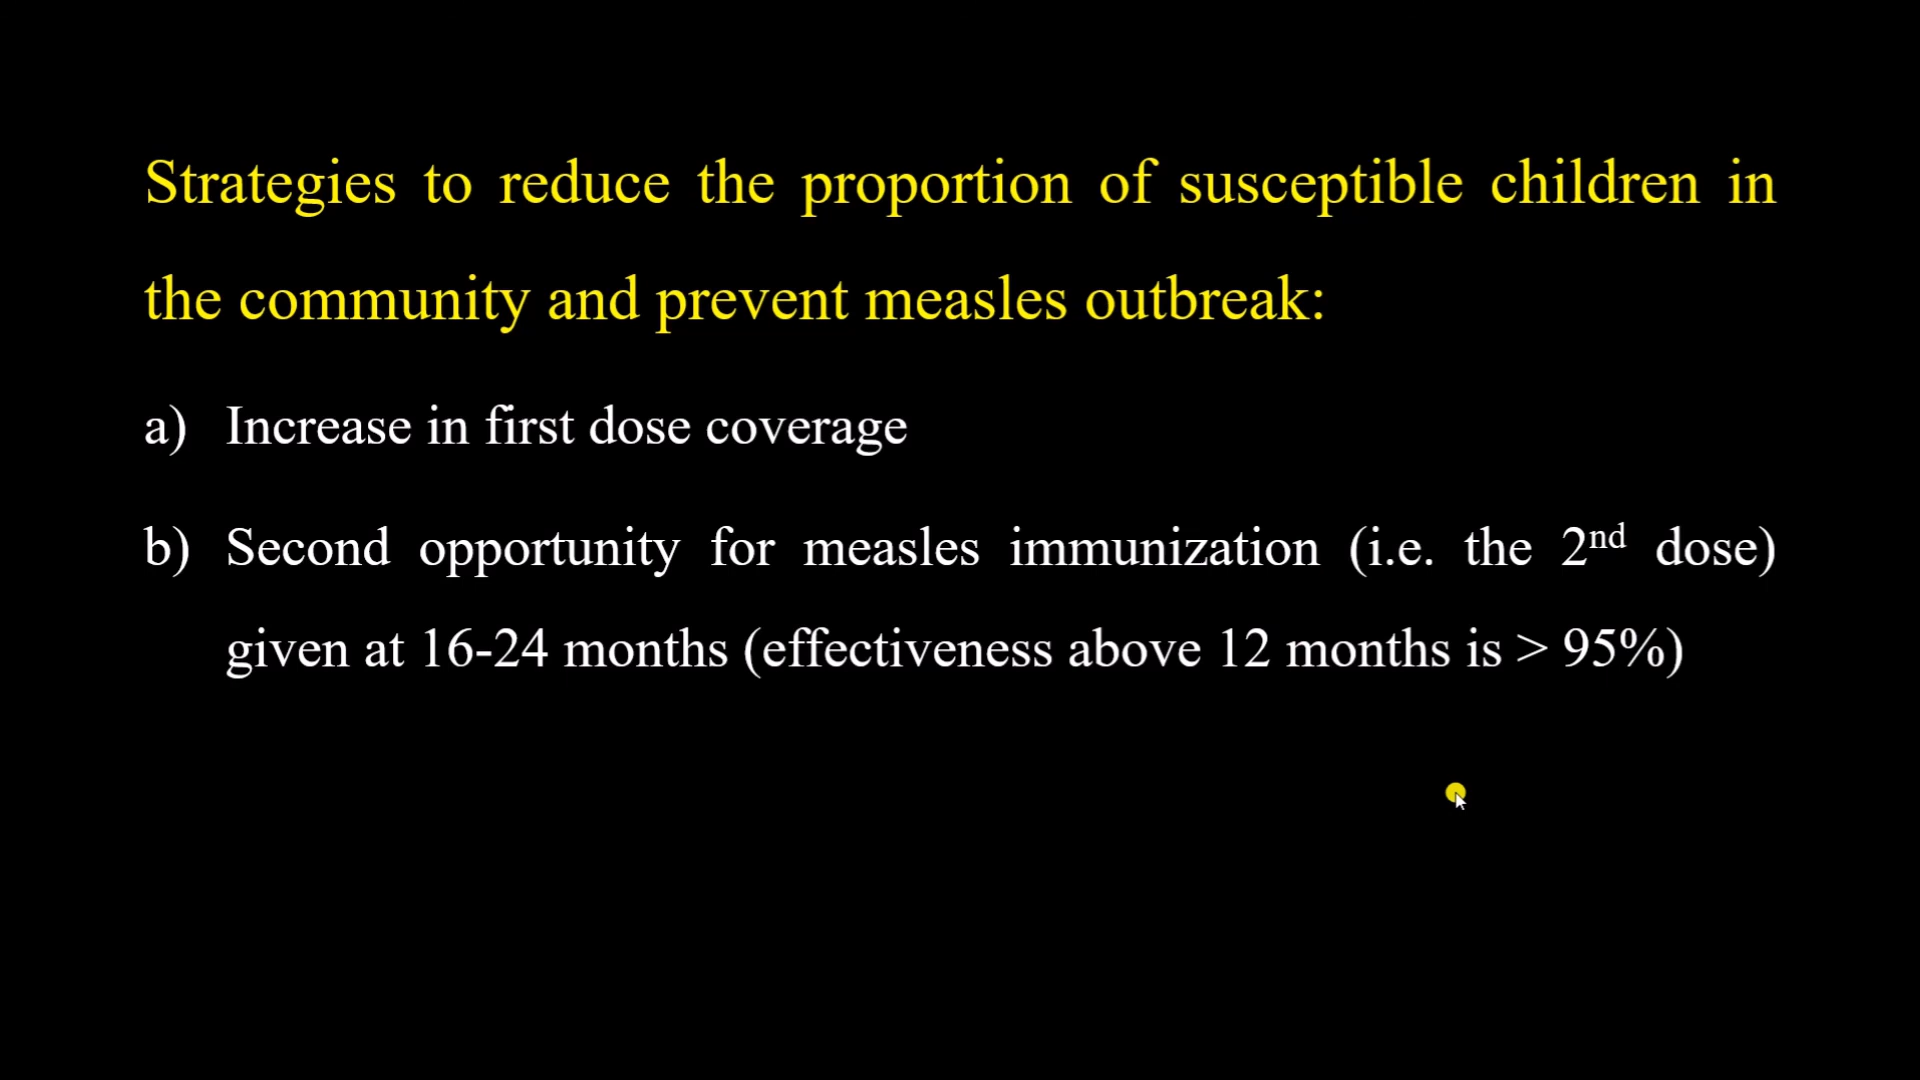 Strategies to reduce the proportion of susceptible children in
the community and prevent measles outbreak:
a) Increase in first dose coverage
b) Second opportunity for measles immunization (i.e. the 2nd dose)
given at 16-24 months (effectiveness above 12 months is > 95%)